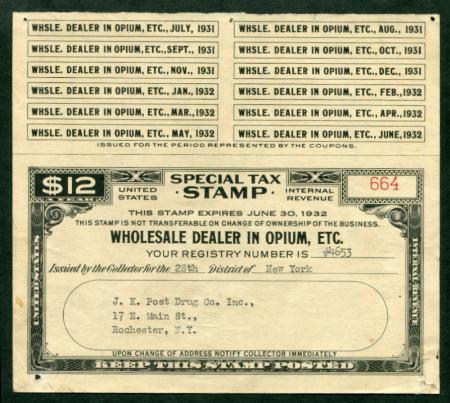 WHSLE. DEALER IN OPIUM, ETC., JULY, 1931
WHSLE. DEALER IN OPIUM, ETC., AUG., 1931
WHSLE. DEALER IN OPIUM, ETC., SEPT., 1931
WHSLE. DEALER IN OPIUM, ETC., OCT., 1931
WHSLE. DEALER IN OPIUM, ETC., NOV., 1931
WHSLE. DEALER IN OPIUM, ETC., DEC., 1931
WHSLE. DEALER IN OPIUM, ETC., JAN., 1932
WHSLE. DEALER IN OPIUM, ETC., FEB., 1932
WHSLE. DEALER IN OPIUM, ETC., MAR., 1932
WHSLE. DEALER IN OPIUM, ETC., APR., 1932
WHSLE. DEALER IN OPIUM, ETC., MAY, 1932
WHSLE. DEALER IN OPIUM, ETC., JUNE, 1932
ISSUED FOR THE PERIOD REPRESENTED BY THE COUPONS.
$12
A YEAR
UNITED STATES
SPECIAL TAX
STAMP
INTERNAL REVENUE
664
THIS STAMP EXPIRES JUNE 30, 1932
THIS STAMP IS NOT TRANSFERABLE ON CHANGE OF OWNERSHIP OF THE BUSINESS.
WHOLESALE DEALER IN OPIUM, ETC.
YOUR REGISTRY NUMBER IS #4653
Issued by the Collector for the 28th District of New York
UNITED STATES
INTERNAL REVENUE
J. K. Post Drug Co. Inc.,
17 E. Main St.,
Rochester, N.Y.
UPON CHANGE OF ADDRESS NOTIFY COLLECTOR IMMEDIATELY
KEEP THIS STAMP POSTED